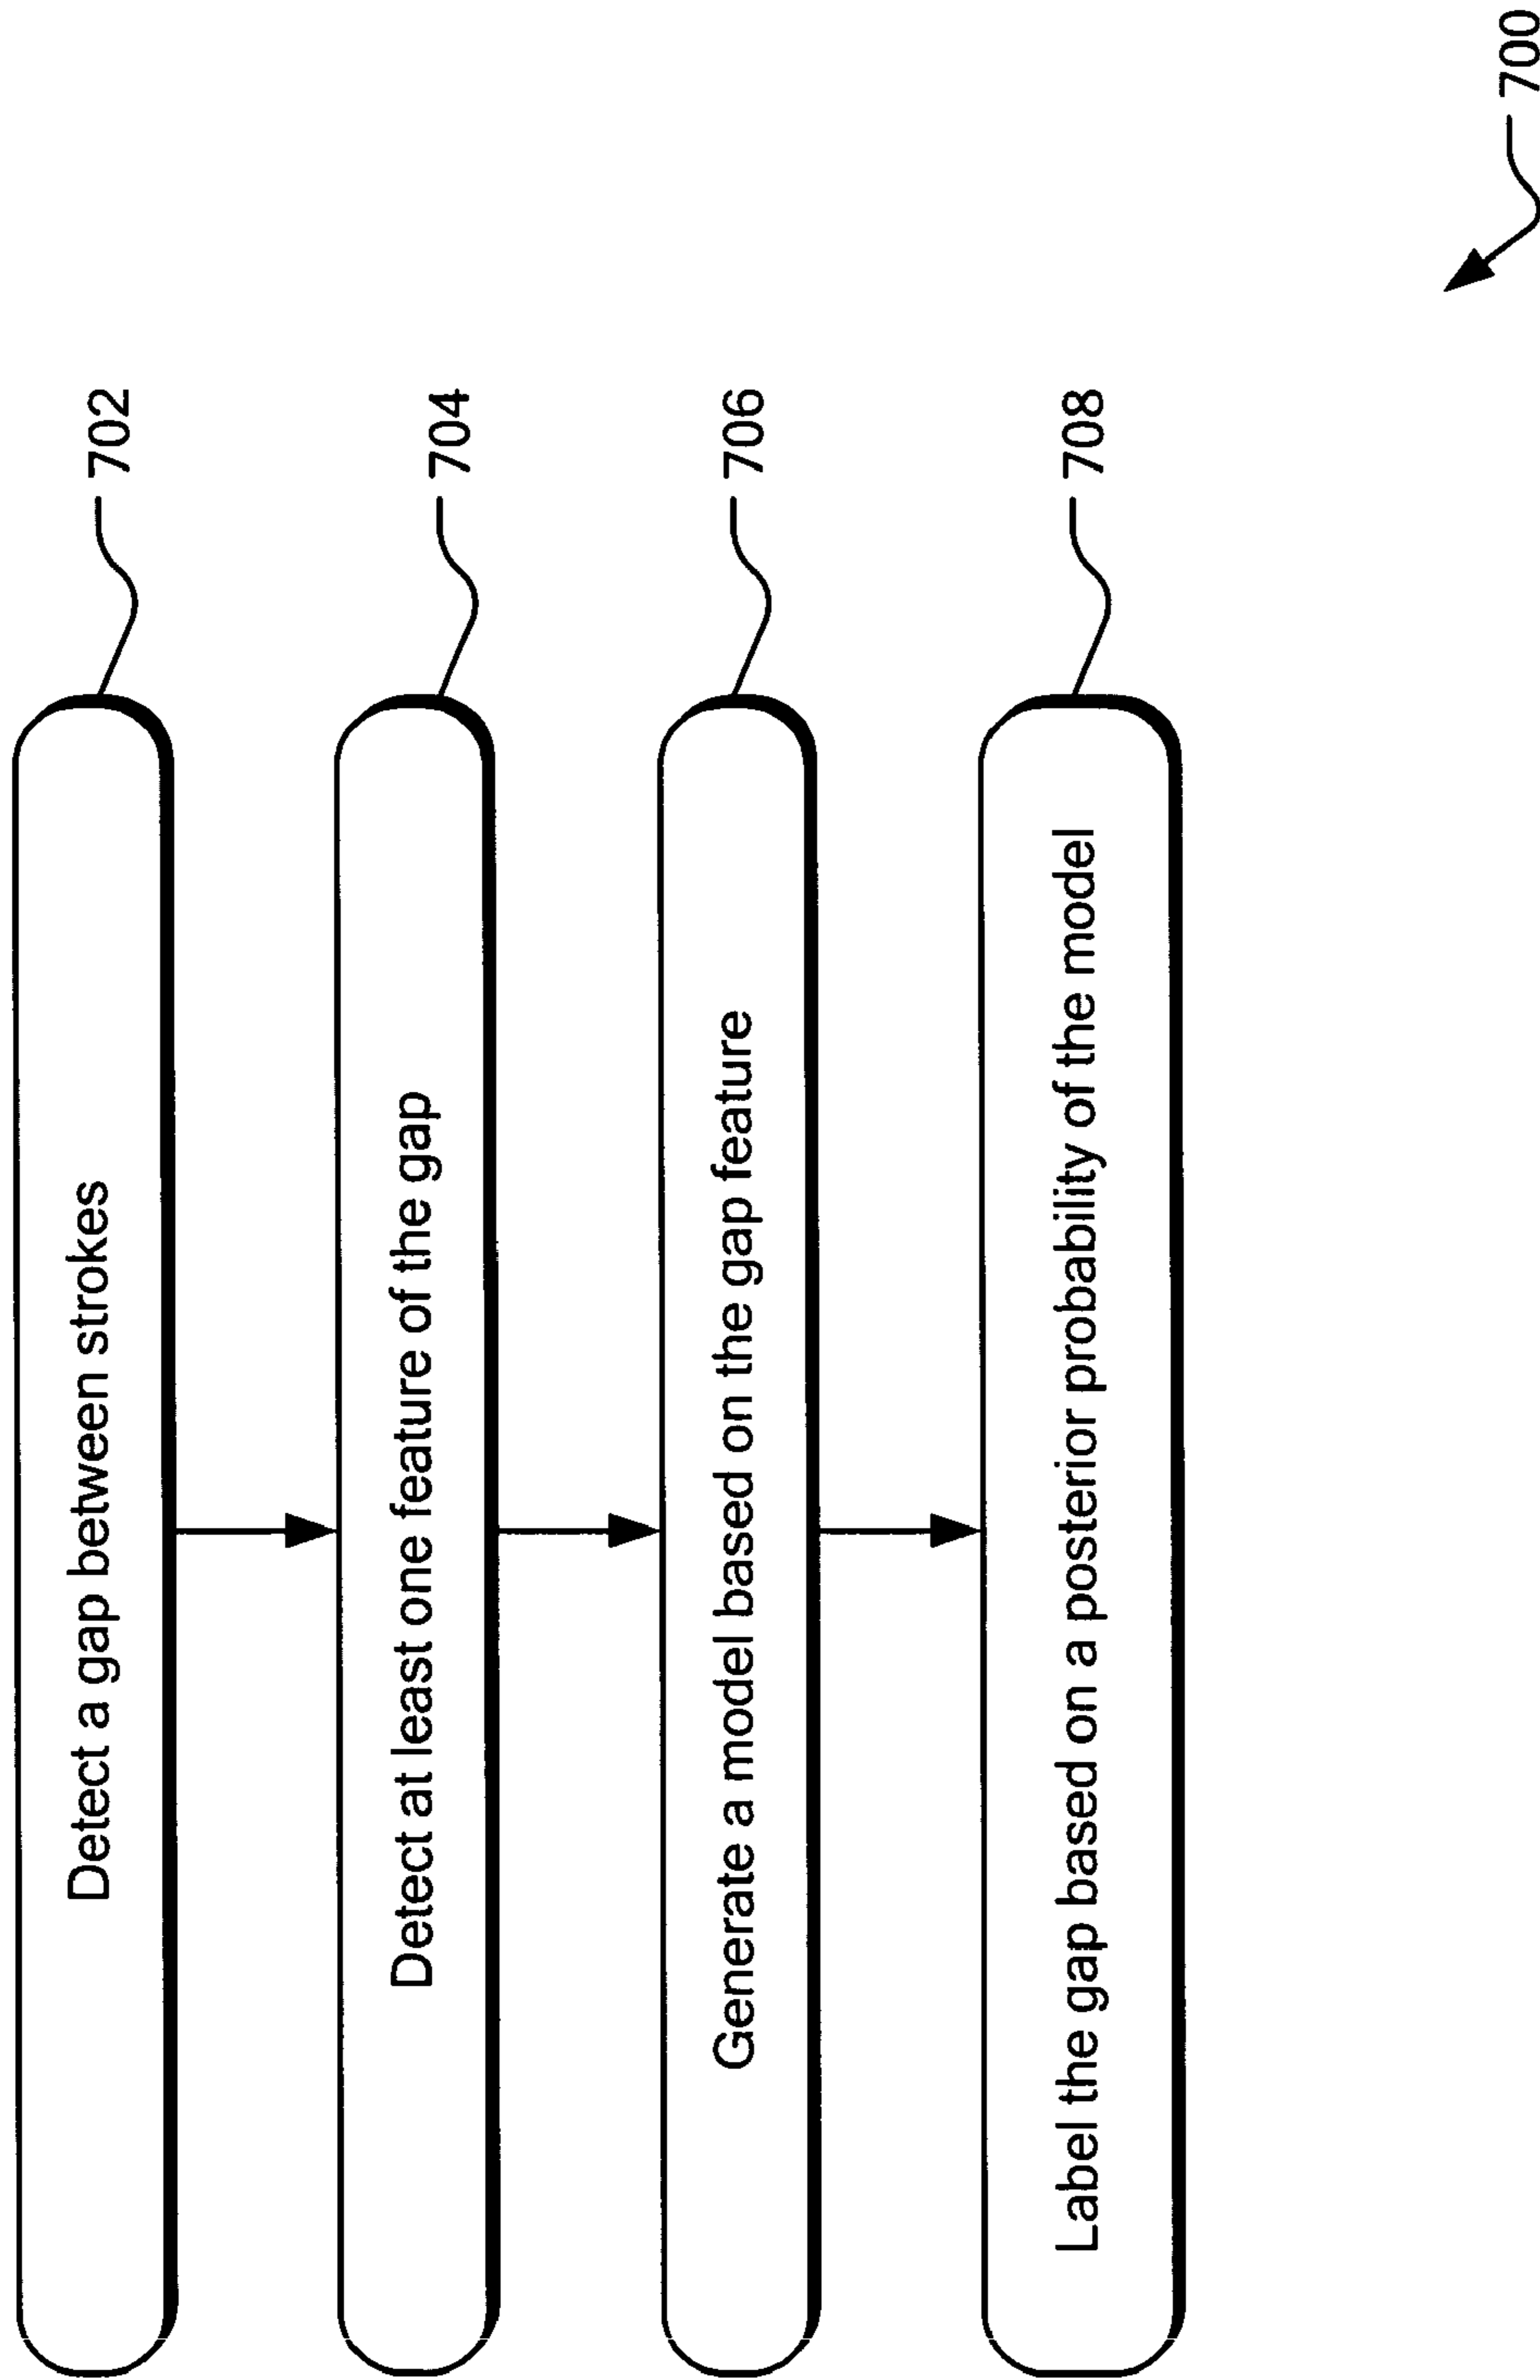 Detect a gap between strokes
702
Detect at least one feature of the gap
704
Generate a model based on the gap feature
706
Label the gap based on a posterior probability of the model
708
700